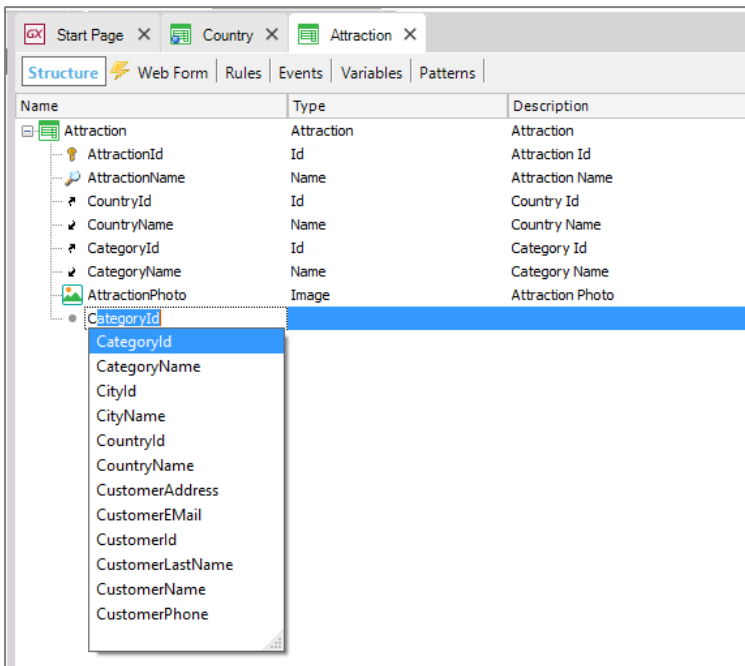 GX Start Page Country Attraction
Structure Web Form Rules Events Variables Patterns
Name Type Description
Attraction Attraction Attraction
AttractionId Id Attraction Id
AttractionName Name Attraction Name
CountryId Id Country Id
CountryName Name Country Name
CategoryId Id Category Id
CategoryName Name Category Name
AttractionPhoto Image Attraction Photo
CategoryId
CategoryId
CategoryName
CityId
CityName
CountryId
CountryName
CustomerAddress
CustomerEMail
CustomerId
CustomerLastName
CustomerName
CustomerPhone